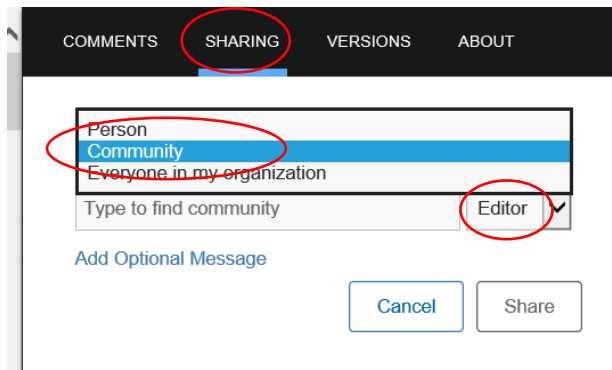 COMMENTS SHARING VERSIONS ABOUT
Person
Community
Everyone in my organization
Type to find community Editor
Add Optional Message
Cancel Share